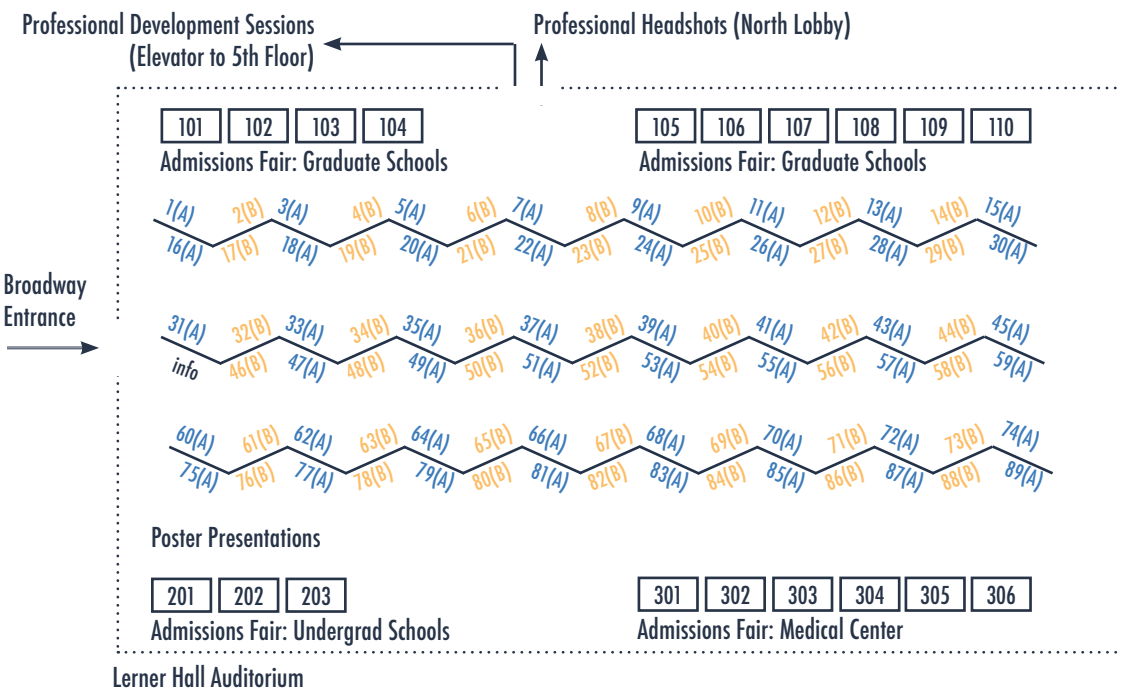 Professional Development Sessions
(Elevator to 5th Floor)
Professional Headshots (North Lobby)
101 102 103 104
Admissions Fair: Graduate Schools
105 106 107 108 109 110
Admissions Fair: Graduate Schools
1(A) 2(B) 3(A) 4(B) 5(A) 6(B) 7(A) 8(B) 9(A) 10(B) 11(A) 12(B) 13(A) 14(B) 15(A)
16(A) 17(B) 18(A) 19(B) 20(A) 21(B) 22(A) 23(B) 24(A) 25(B) 26(A) 27(B) 28(A) 29(B) 30(A)
Broadway
Entrance
31(A) 32(B) 33(A) 34(B) 35(A) 36(B) 37(A) 38(B) 39(A) 40(B) 41(A) 42(B) 43(A) 44(B) 45(A)
info 46(B) 47(A) 48(B) 49(A) 50(B) 51(A) 52(B) 53(A) 54(B) 55(A) 56(B) 57(A) 58(B) 59(A)
60(A) 61(B) 62(A) 63(B) 64(A) 65(B) 66(A) 67(B) 68(A) 69(B) 70(A) 71(B) 72(A) 73(B) 74(A)
75(A) 76(B) 77(A) 78(B) 79(A) 80(B) 81(A) 82(B) 83(A) 84(B) 85(A) 86(B) 87(A) 88(B) 89(A)
Poster Presentations
201 202 203
Admissions Fair: Undergrad Schools
301 302 303 304 305 306
Admissions Fair: Medical Center
Lerner Hall Auditorium